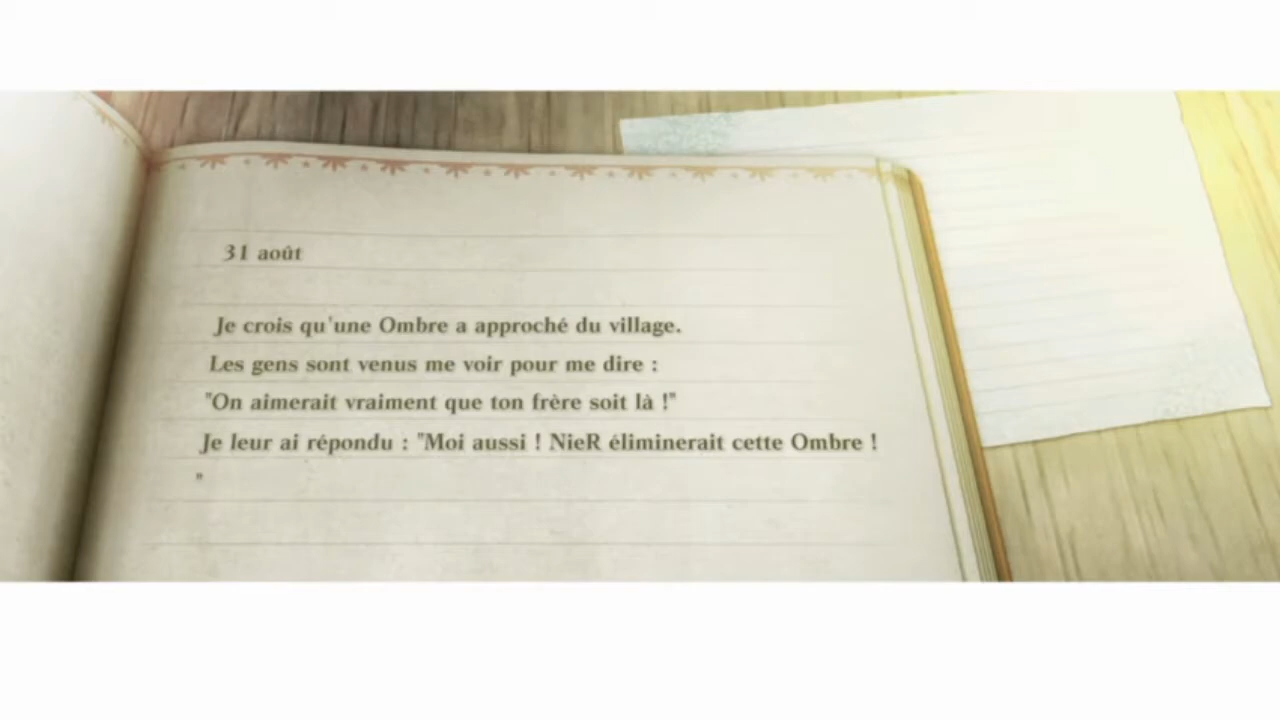 31 août
Je crois qu'une Ombre a approché du village.
Les gens sont venus me voir pour me dire :
"On aimerait vraiment que ton frère soit là !"
Je leur ai répondu : "Moi aussi ! NieR éliminerait cette Ombre !
"